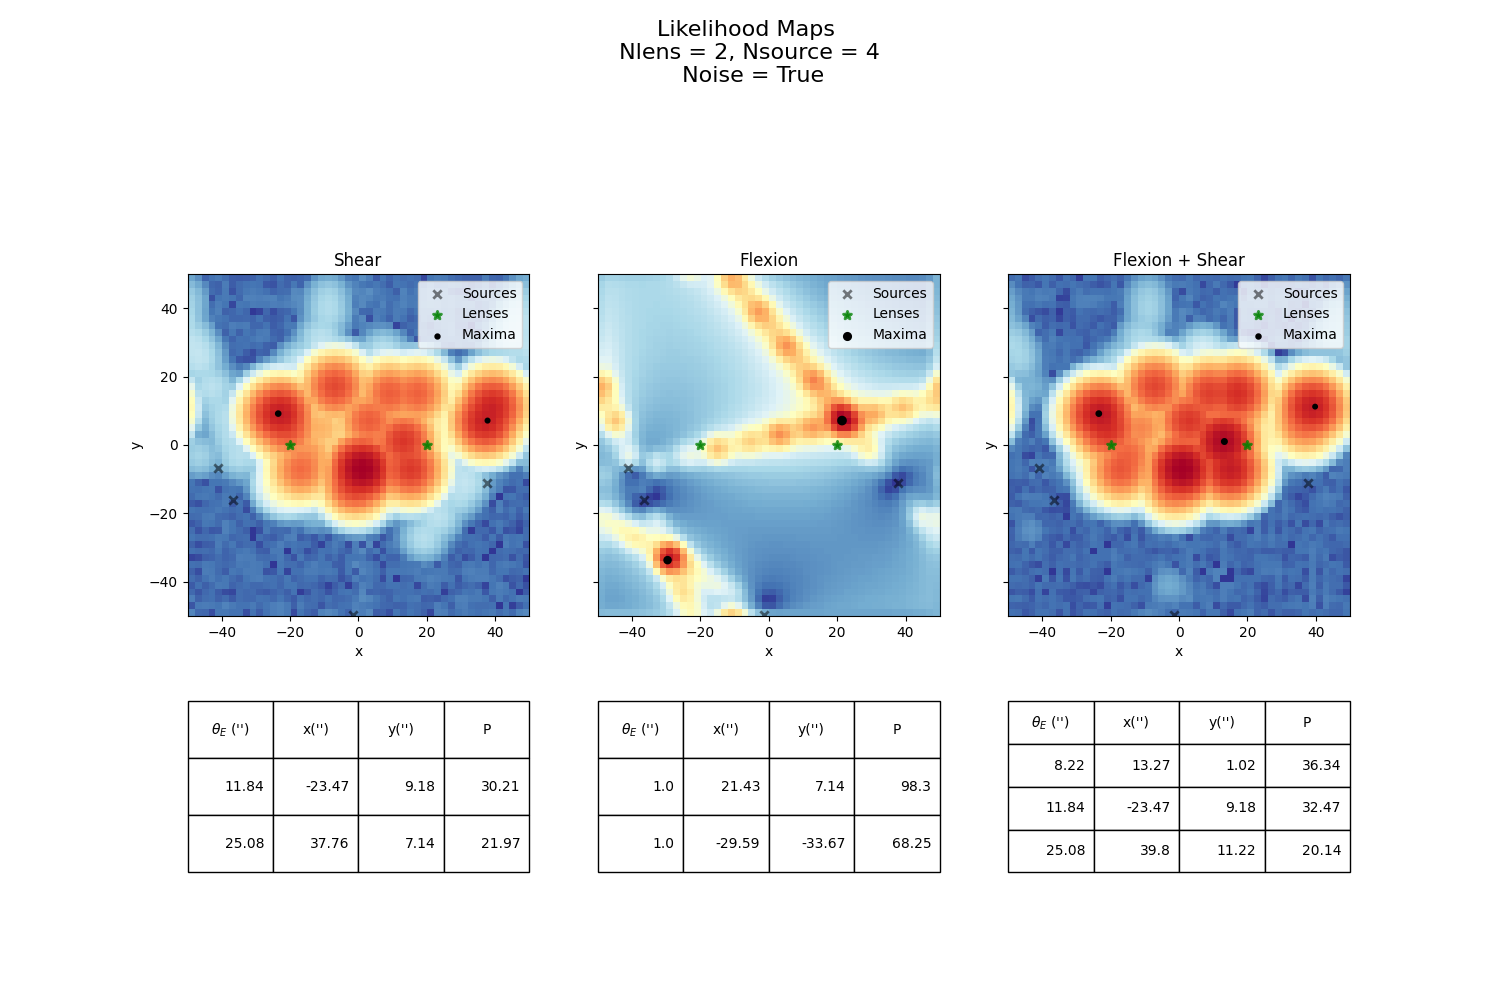 Likelihood Maps
Nlens = 2, Nsource = 4
Noise = True
Shear
Sources
Lenses
Maxima
40
20
0
−20
−40
y
−40 −20 0 20 40
x
Flexion
Sources
Lenses
Maxima
y
−40 −20 0 20 40
x
Flexion + Shear
Sources
Lenses
Maxima
y
−40 −20 0 20 40
x
θ_E ('') x('') y('') P
11.84 -23.47 9.18 30.21
25.08 37.76 7.14 21.97
θ_E ('') x('') y('') P
1.0 21.43 7.14 98.3
1.0 -29.59 -33.67 68.25
θ_E ('') x('') y('') P
8.22 13.27 1.02 36.34
11.84 -23.47 9.18 32.47
25.08 39.8 11.22 20.14